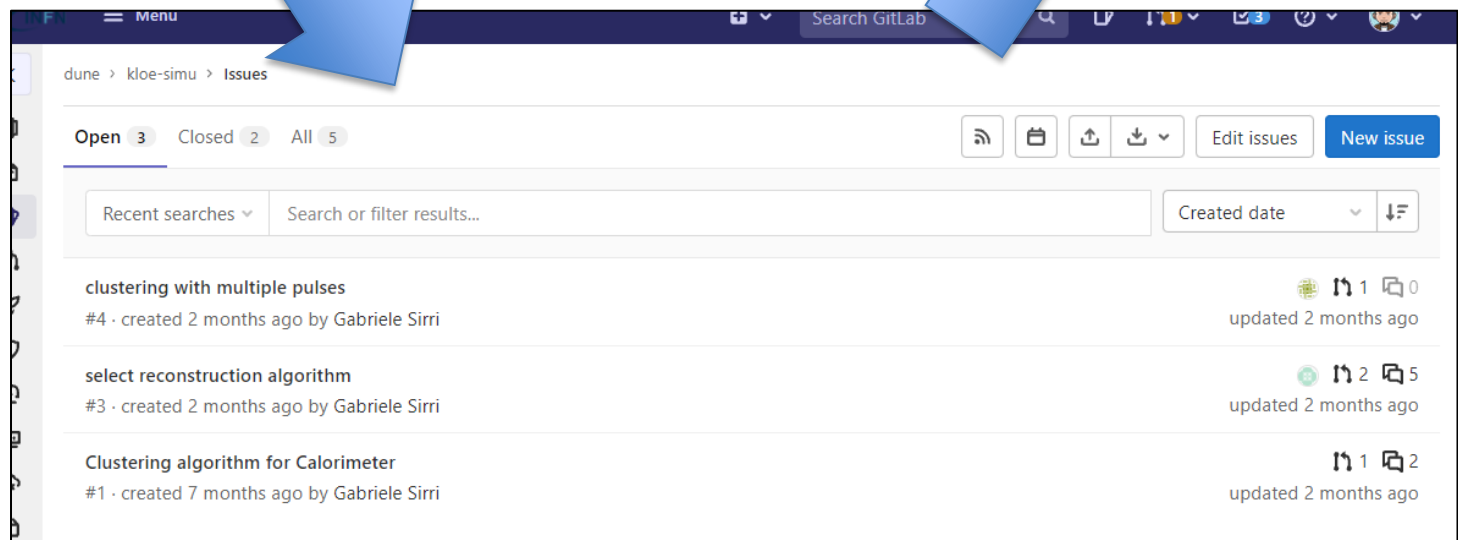 INFN Menu Search GitLab 1 3
dune > kloe-simu > Issues
Open 3 Closed 2 All 5 Edit issues New issue
Recent searches Search or filter results... Created date
clustering with multiple pulses 1 0
#4 · created 2 months ago by Gabriele Sirri updated 2 months ago
select reconstruction algorithm 2 5
#3 · created 2 months ago by Gabriele Sirri updated 2 months ago
Clustering algorithm for Calorimeter 1 2
#1 · created 7 months ago by Gabriele Sirri updated 2 months ago